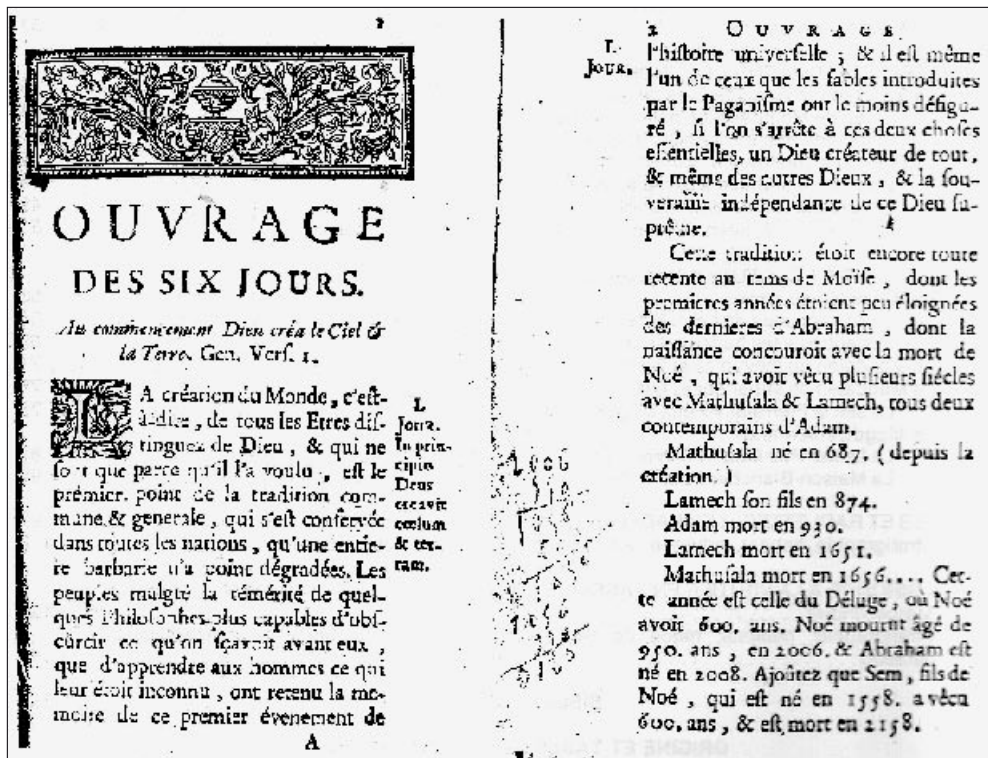 OUVRAGE
DES SIX JOURS.
Au commencement Dieu créa le Ciel &
la Terre. Gen. Verſ. 1.
LA création du Monde, c'eſt-
à-dire, de tous les Etres diſ-
tinguez de Dieu, & qui ne
ſont que parce qu'il l'a voulu, eſt le
prémier point de la tradition com-
mune & generale, qui s'eſt conſervée
dans toutes les nations, qu'une entie-
re barbarie n'a point dégradées. Les
peuples malgré la témérité de quel-
ques Philoſophes plus capables d'obſ-
curcir ce qu'on ſçavoit avant eux,
que d'apprendre aux hommes ce qui
leur étoit inconnu, ont retenu la me-
moire de ce premier évenement de
A
I.
Jour.
In prin-
cipio
Deus
creavit
cœlum
& ter-
ram.
2 OUVRAGE
I.
Jour.
l'hiſtoire univerſelle; & il eſt même
l'un de ceux que les fables introduites
par le Paganiſme ont le moins défigu-
ré, ſi l'on s'arrête à ces deux choſes
eſſentielles, un Dieu créateur de tout,
& même des autres Dieux, & la ſou-
veraine indépendance de ce Dieu ſu-
prême.
Cette tradition étoit encore toute
recente au tems de Moïſe, dont les
premieres années étoient peu éloignées
des dernieres d'Abraham, dont la
naiſſance concouroit avec la mort de
Noé, qui avoit vêcu pluſieurs ſiécles
avec Mathuſala & Lamech, tous deux
contemporains d'Adam.
Mathuſala né en 687. (depuis la
création.)
Lamech ſon fils en 874.
Adam mort en 930.
Lamech mort en 1651.
Mathuſala mort en 1656.... Cet-
te année eſt celle du Déluge, où Noé
avoit 600. ans. Noé mourut âgé de
950. ans, en 2006. & Abraham eſt
né en 2008. Ajoûtez que Sem, fils de
Noé, qui eſt né en 1558. a vêcu
600. ans, & eſt mort en 2158.